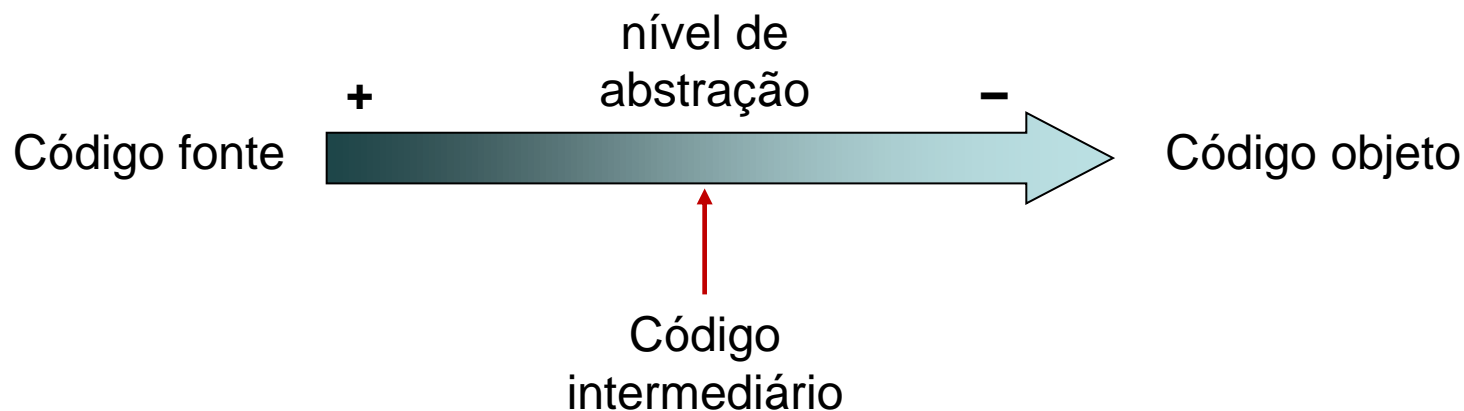 nível de
abstração
+ −
Código fonte
Código objeto
Código
intermediário